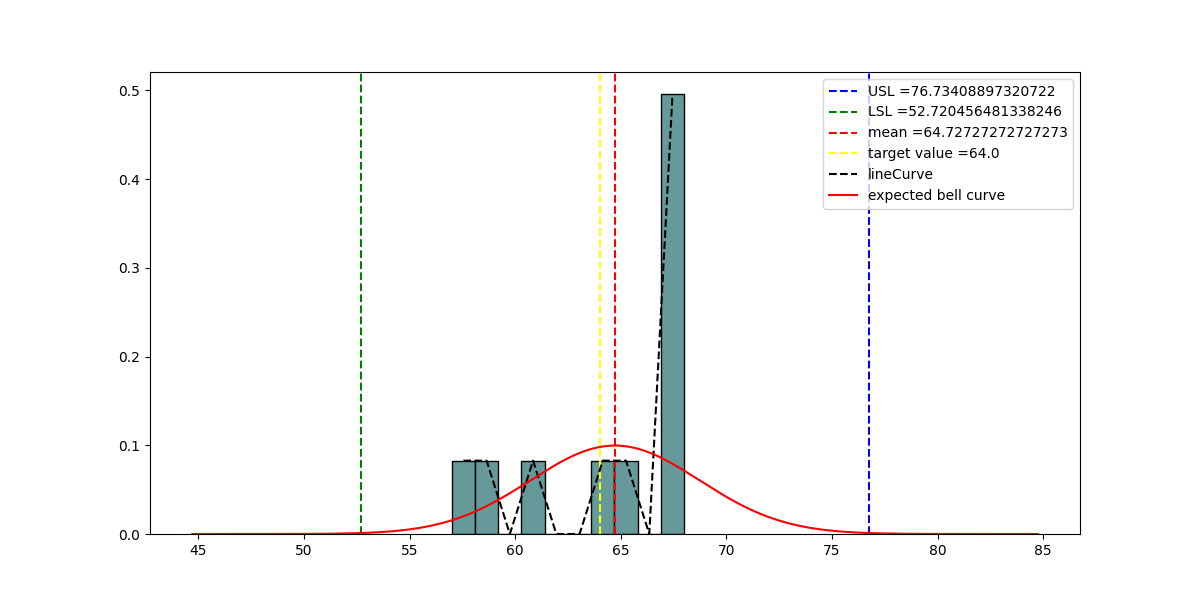 0.5
0.4
0.3
0.2
0.1
0.0
45 50 55 60 65 70 75 80 85
USL =76.73408897320722
LSL =52.720456481338246
mean =64.72727272727273
target value =64.0
lineCurve
expected bell curve